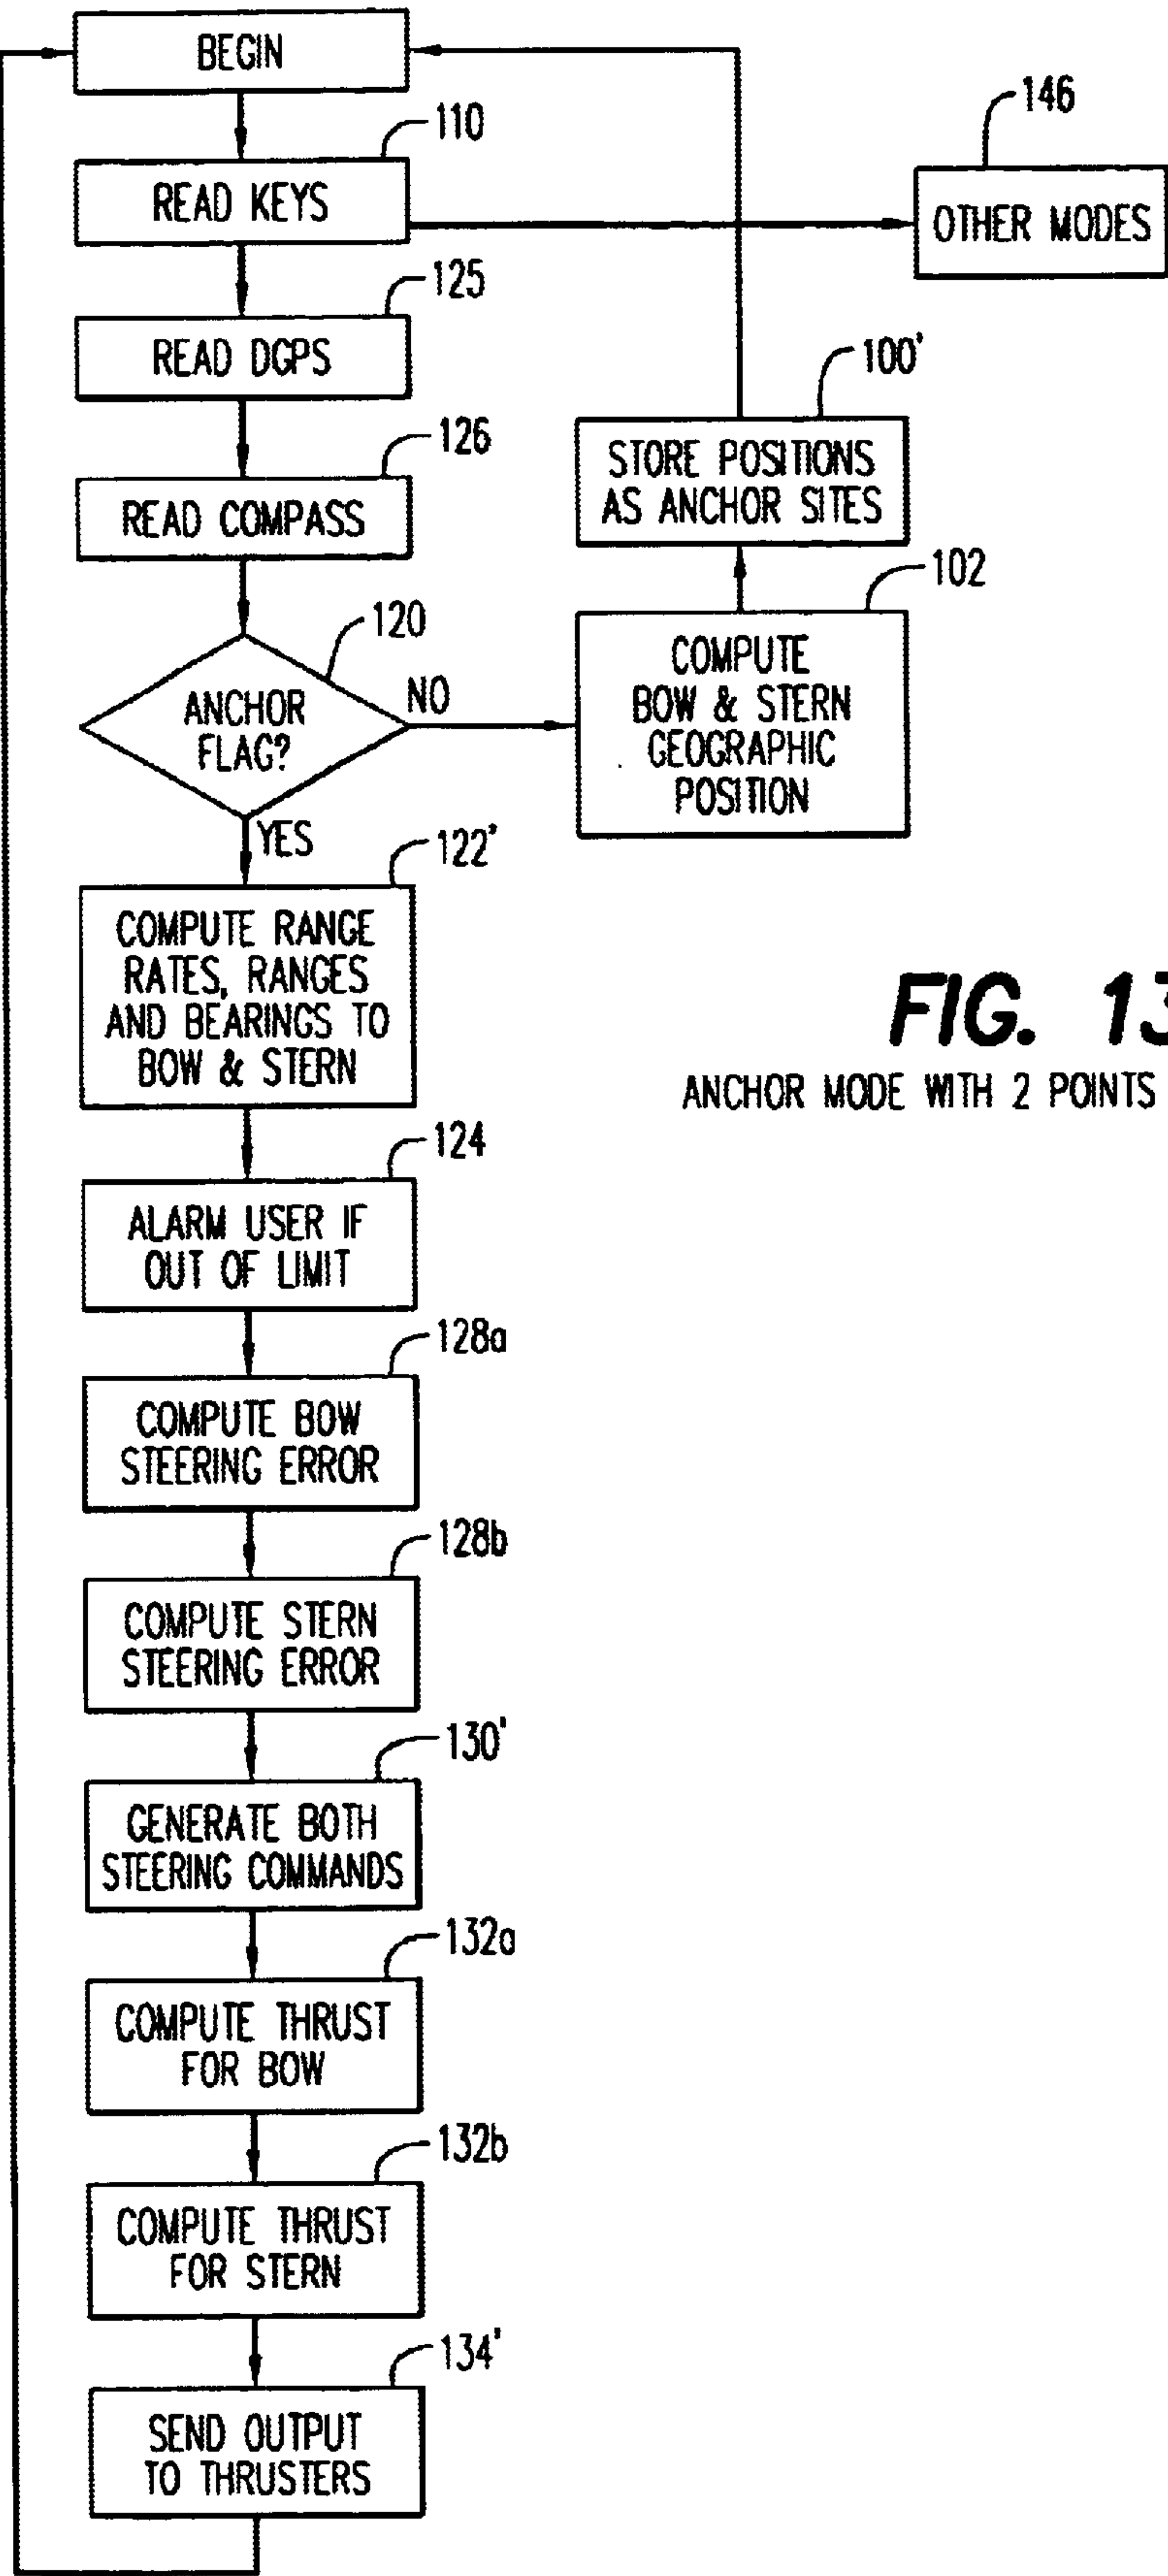 BEGIN
110
READ KEYS
146
OTHER MODES
125
READ DGPS
126
READ COMPASS
100'
STORE POSITIONS
AS ANCHOR SITES
102
COMPUTE
BOW & STERN
GEOGRAPHIC
POSITION
120
ANCHOR
FLAG?
NO
YES
122'
COMPUTE RANGE
RATES, RANGES
AND BEARINGS TO
BOW & STERN
FIG. 13
ANCHOR MODE WITH 2 POINTS
124
ALARM USER IF
OUT OF LIMIT
128a
COMPUTE BOW
STEERING ERROR
128b
COMPUTE STERN
STEERING ERROR
130'
GENERATE BOTH
STEERING COMMANDS
132a
COMPUTE THRUST
FOR BOW
132b
COMPUTE THRUST
FOR STERN
134'
SEND OUTPUT
TO THRUSTERS